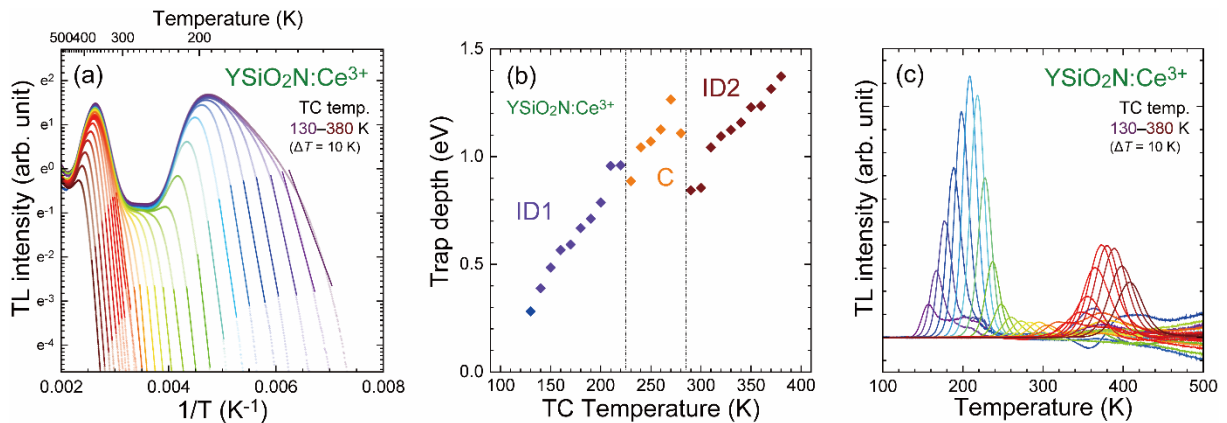 Temperature (K)
500 400 300 200
(a)
YSiO₂N:Ce³⁺
TC temp.
130–380 K
(ΔT = 10 K)
TL intensity (arb. unit)
e²
e¹
e⁰
e⁻¹
e⁻²
e⁻³
e⁻⁴
0.002 0.004 0.006 0.008
1/T (K⁻¹)
(b)
YSiO₂N:Ce³⁺
ID1
C
ID2
Trap depth (eV)
1.5
1.0
0.5
0.0
100 150 200 250 300 350 400
TC Temperature (K)
(c)
YSiO₂N:Ce³⁺
TC temp.
130–380 K
(ΔT = 10 K)
TL intensity (arb. unit)
100 200 300 400 500
Temperature (K)